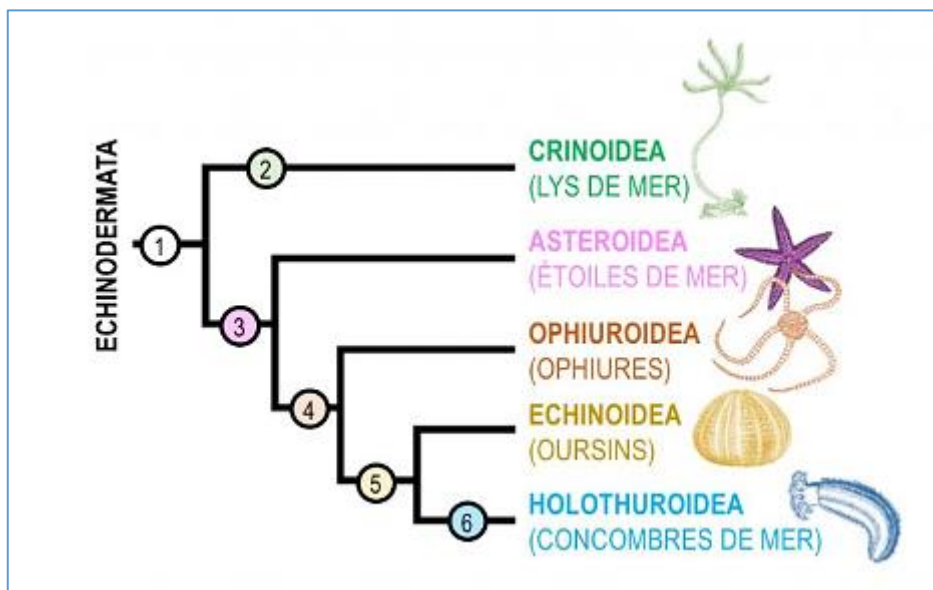 ECHINODERMATA
1
2
CRINOIDEA
(LYS DE MER)
ASTEROIDEA
(ÉTOILES DE MER)
3
OPHIUROIDEA
(OPHIURES)
4
ECHINOIDEA
(OURSINS)
5
6
HOLOTHUROIDEA
(CONCOMBRES DE MER)